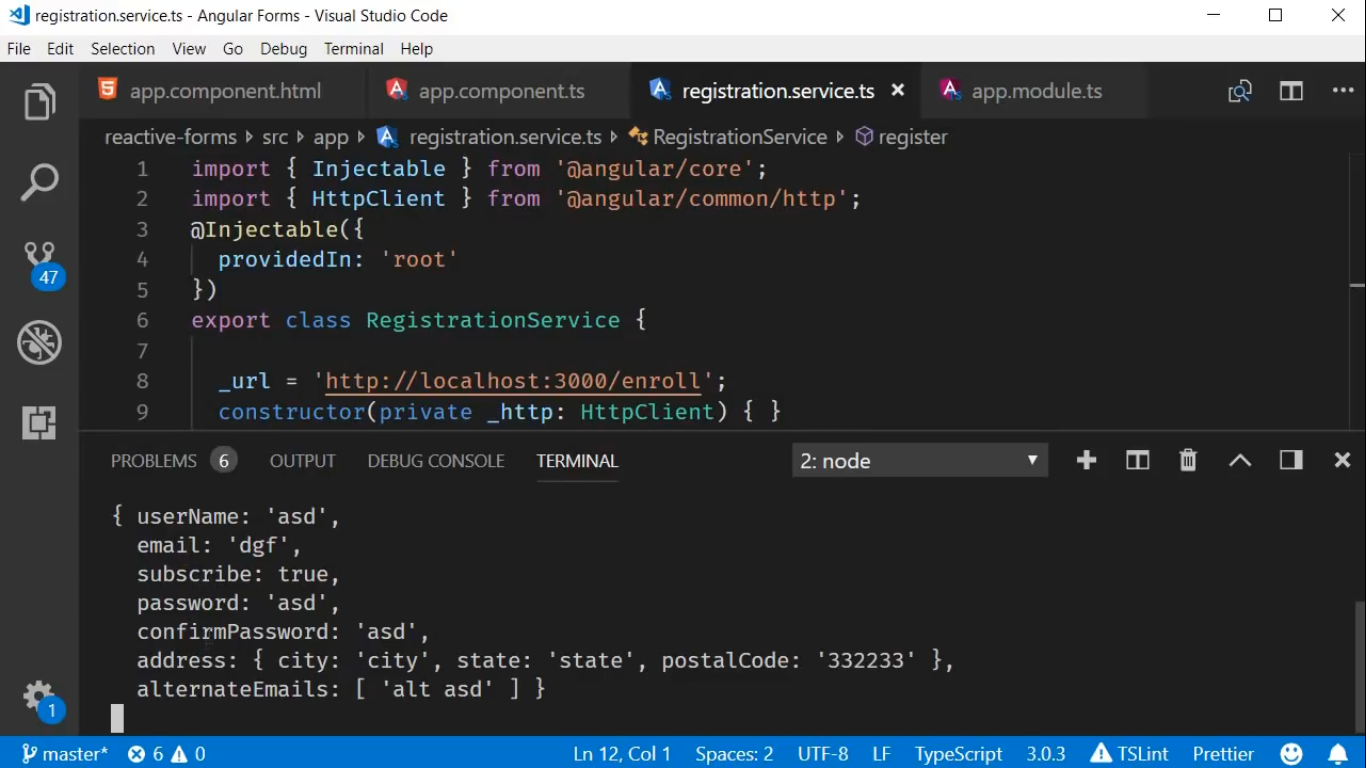 registration.service.ts - Angular Forms - Visual Studio Code
File Edit Selection View Go Debug Terminal Help
app.component.html app.component.ts registration.service.ts app.module.ts
reactive-forms src app registration.service.ts RegistrationService register
1 import { Injectable } from '@angular/core';
2 import { HttpClient } from '@angular/common/http';
3 @Injectable({
4 providedIn: 'root'
5 })
6 export class RegistrationService {
7
8 _url = 'http://localhost:3000/enroll';
9 constructor(private _http: HttpClient) { }
47
PROBLEMS 6 OUTPUT DEBUG CONSOLE TERMINAL 2: node
{ userName: 'asd',
email: 'dgf',
subscribe: true,
password: 'asd',
confirmPassword: 'asd',
address: { city: 'city', state: 'state', postalCode: '332233' },
alternateEmails: [ 'alt asd' ] }
1
master* 6 0 Ln 12, Col 1 Spaces: 2 UTF-8 LF TypeScript 3.0.3 TSLint Prettier